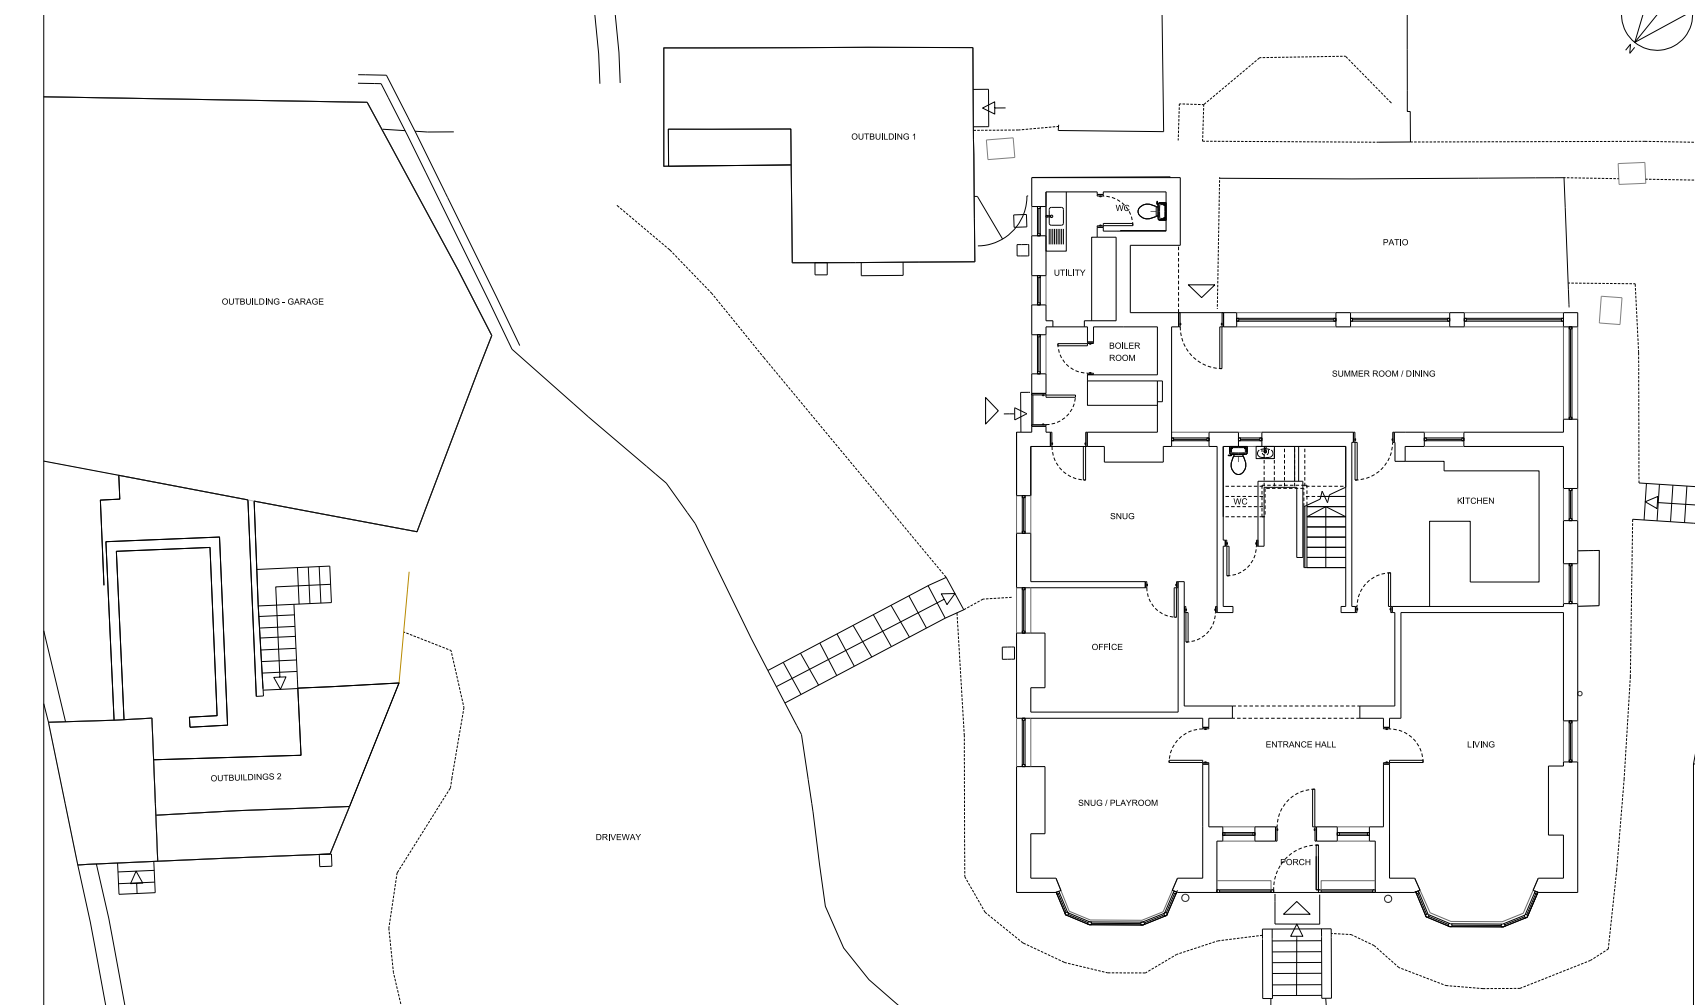 N
OUTBUILDING 1
WC
PATIO
UTILITY
OUTBUILDING - GARAGE
BOILER
ROOM
SUMMER ROOM / DINING
WC
KITCHEN
SNUG
OFFICE
ENTRANCE HALL
LIVING
OUTBUILDINGS 2
SNUG / PLAYROOM
DRIVEWAY
PORCH